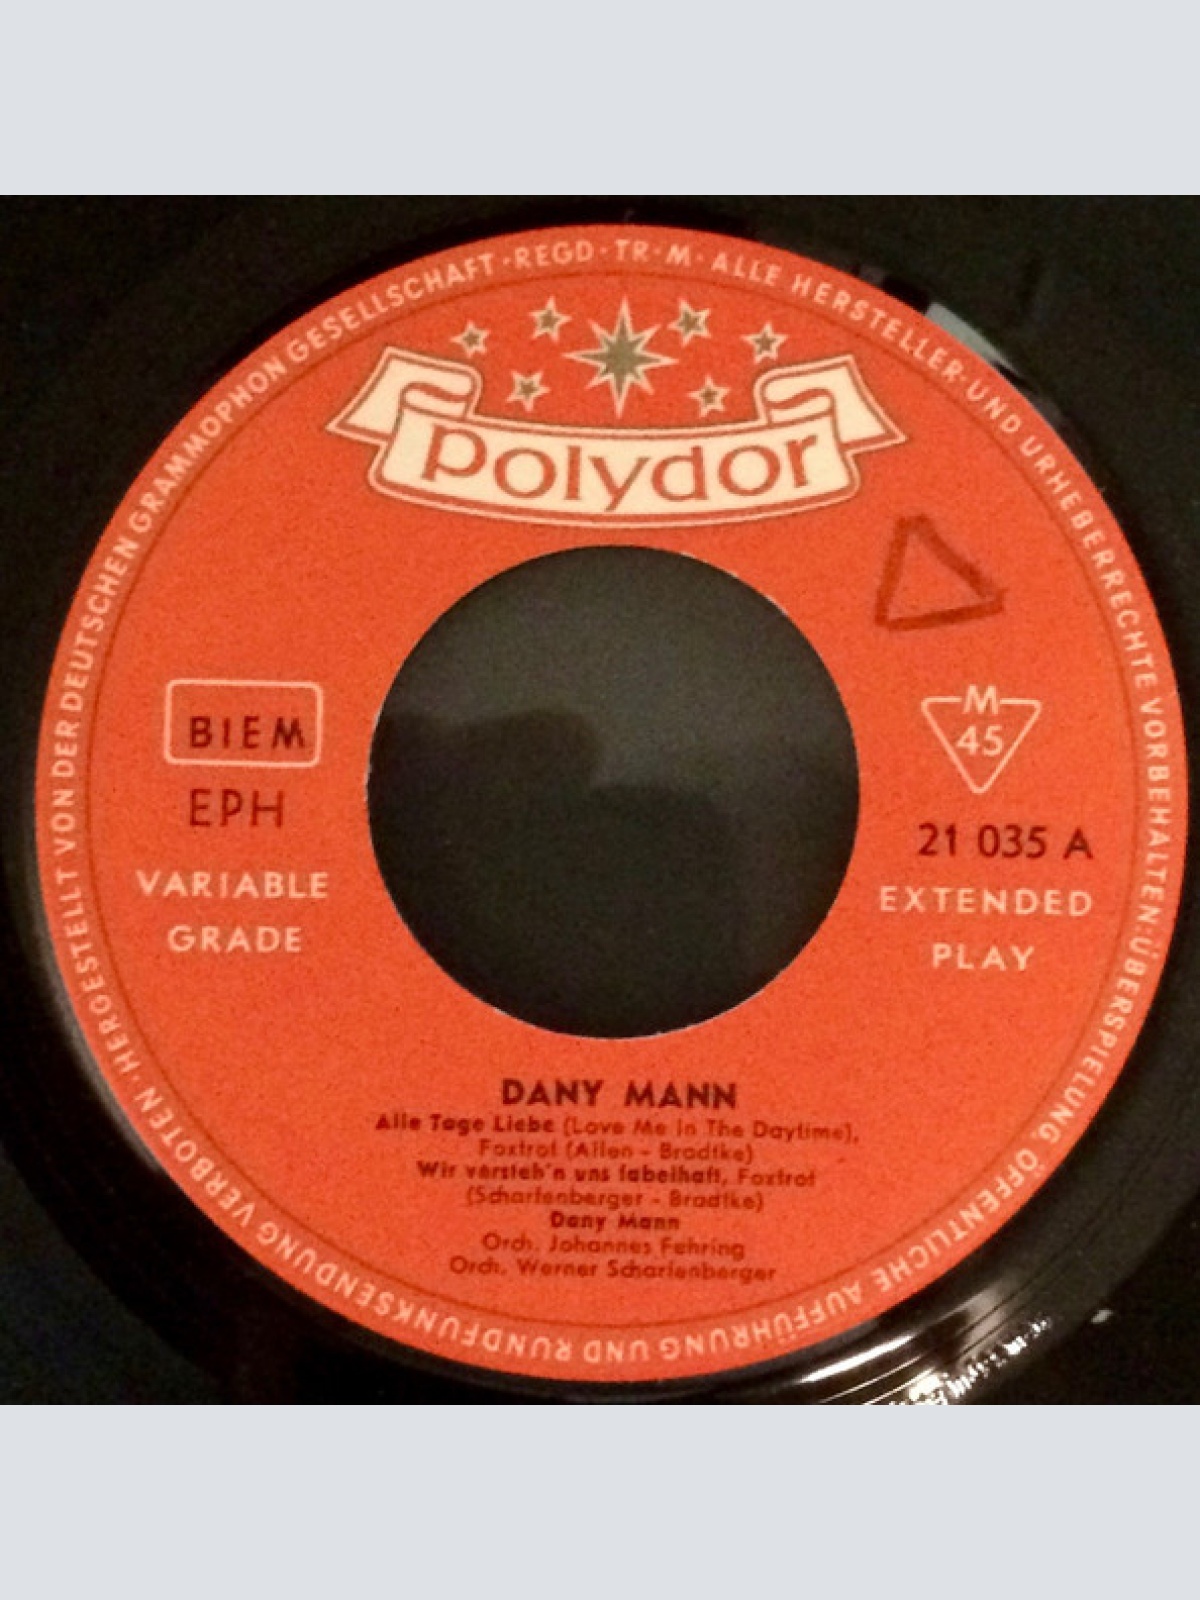 HERGESTELLT VON DER DEUTSCHEN GRAMMOPHON GESELLSCHAFT · REGD · TR · M · ALLE HERSTELLER- UND URHEBERRECHTE VORBEHALTEN · ÜBERSPIELUNG, ÖFFENTLICHE AUFFÜHRUNG UND RUNDFUNKSENDUNG VERBOTEN ·
Polydor
BIEM
EPH
VARIABLE
GRADE
M
45
21 035 A
EXTENDED
PLAY
DANY MANN
Alle Tage Liebe (Love Me In The Daytime),
Foxtrot (Allen - Bradtke)
Wir versteh'n uns fabelhaft, Foxtrot
(Scharfenberger - Bradtke)
Dany Mann
Orch. Johannes Fehring
Orch. Werner Scharfenberger